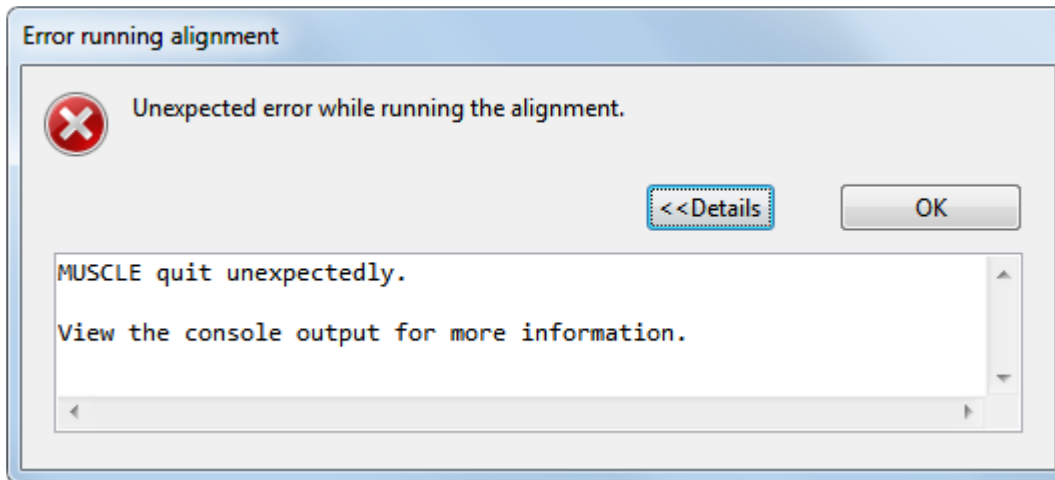 Error running alignment
Unexpected error while running the alignment.
<<Details
OK
MUSCLE quit unexpectedly.
View the console output for more information.